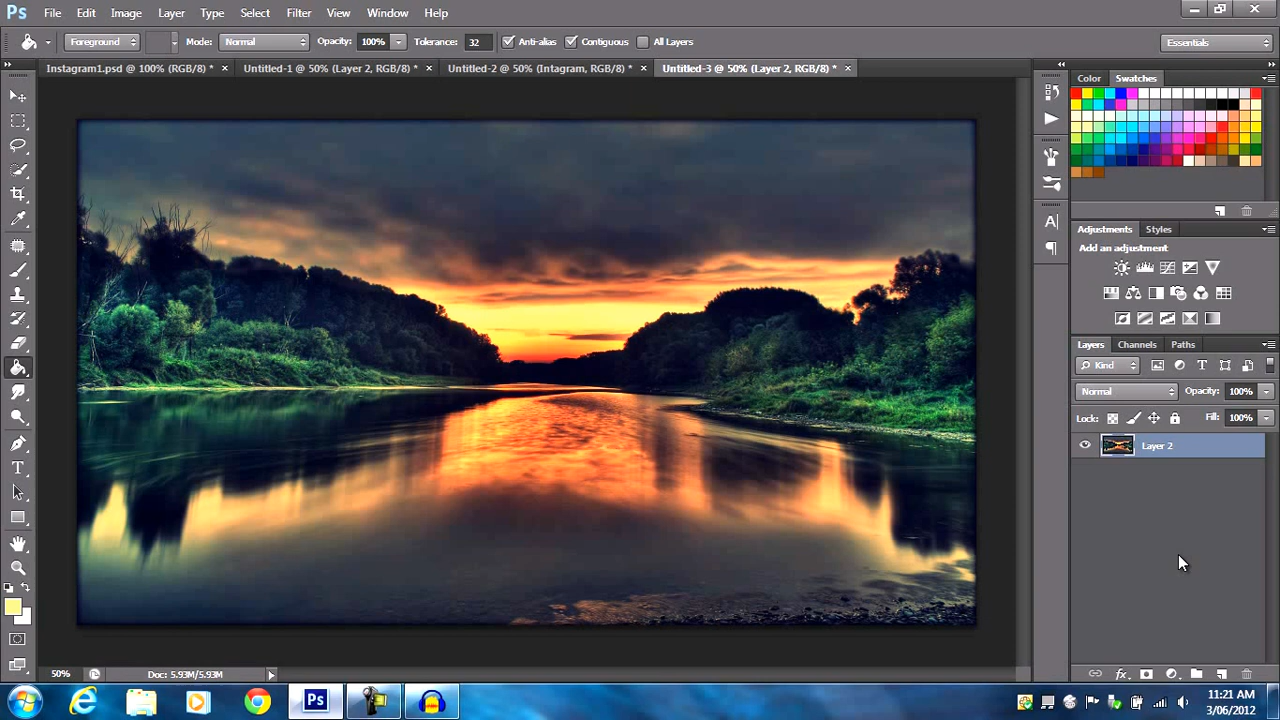 Ps File Edit Image Layer Type Select Filter View Window Help
Foreground Mode: Normal Opacity: 100% Tolerance: 32 Anti-alias Contiguous All Layers Essentials
Instagram1.psd @ 100% (RGB/8) * × Untitled-1 @ 50% (Layer 2, RGB/8) * × Untitled-2 @ 50% (Intagram, RGB/8) * × Untitled-3 @ 50% (Layer 2, RGB/8) * ×
Color Swatches
Adjustments Styles
Add an adjustment
Layers Channels Paths
Kind T
Normal Opacity: 100%
Lock: Fill: 100%
Layer 2
A
T
fx
50% Doc: 5.93M/5.93M
Ps
11:21 AM
3/06/2012